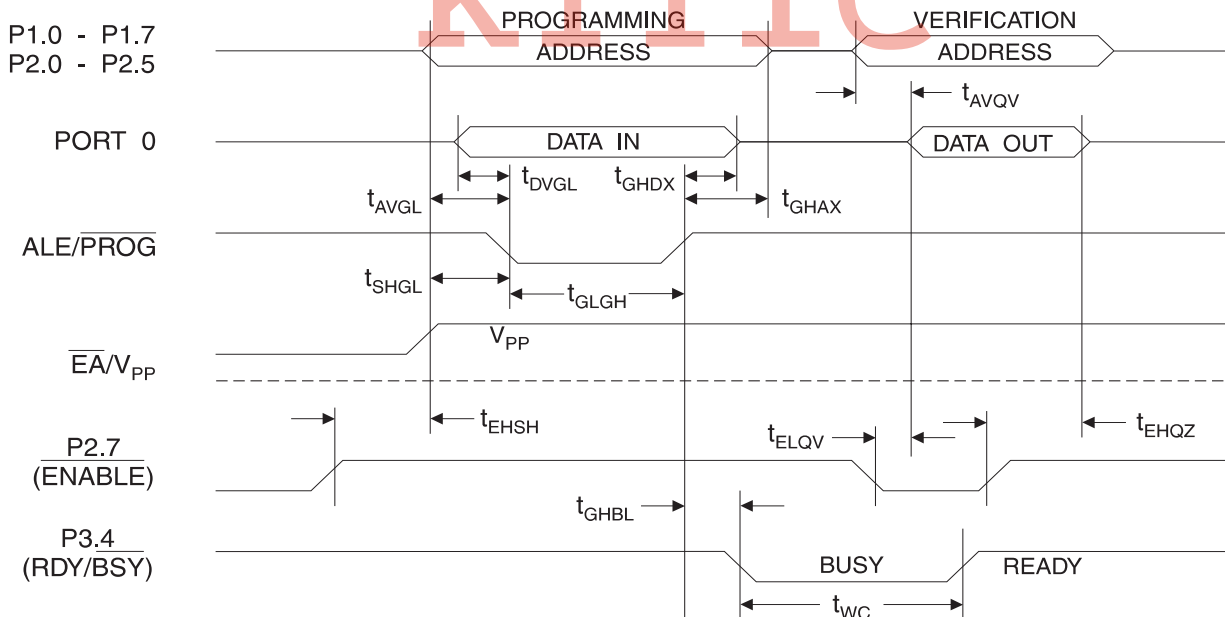 KIIIC
PROGRAMMING
VERIFICATION
P1.0 - P1.7
P2.0 - P2.5
ADDRESS
ADDRESS
tAVQV
PORT 0
DATA IN
DATA OUT
tDVGL
tGHDX
tAVGL
tGHAX
ALE/PROG
tSHGL
tGLGH
VPP
EA/VPP
tEHSH
tELQV
tEHQZ
P2.7
(ENABLE)
tGHBL
P3.4
(RDY/BSY)
BUSY
READY
tWC